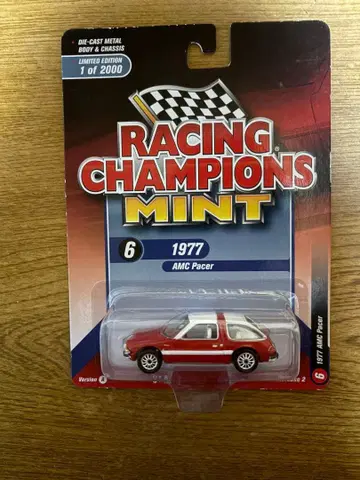 DIE-CAST METAL
BODY & CHASSIS
LIMITED EDITION
1 of 2000
RACING
CHAMPIONS
MINT
6
1977
AMC Pacer
1977 AMC Pacer
6
Version
2